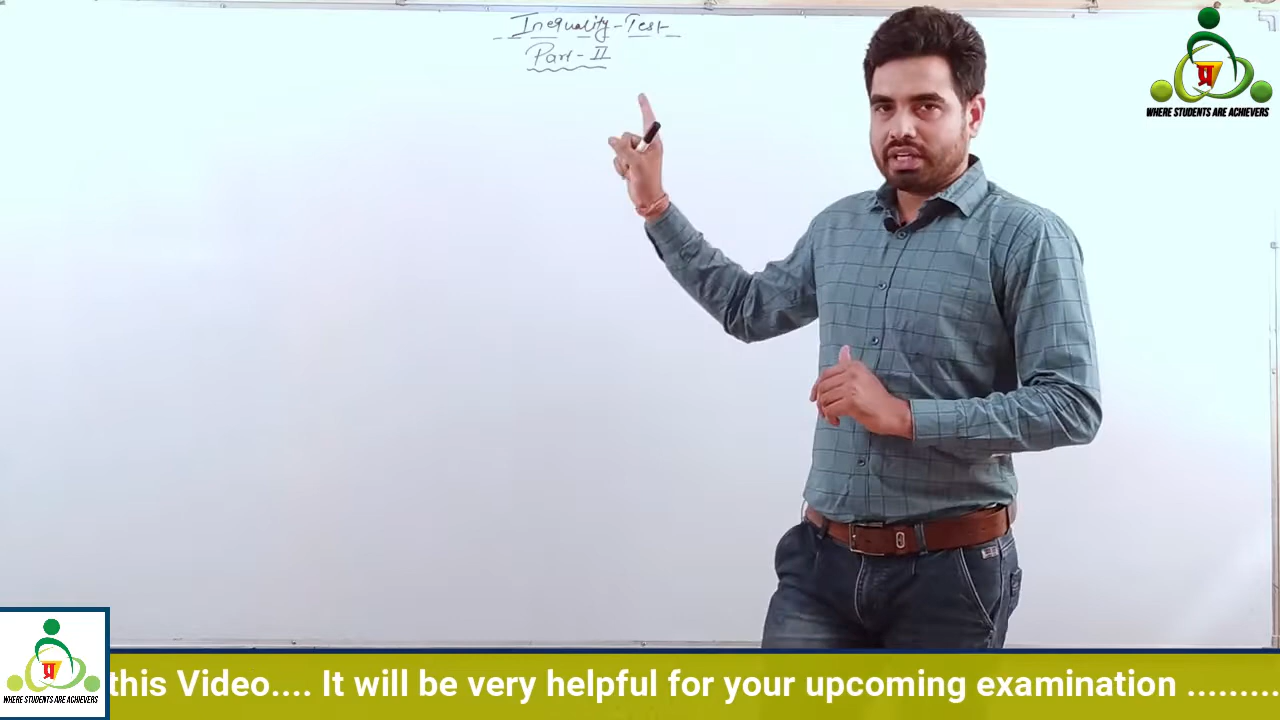 Inequality-Test
Part-II
प्र
WHERE STUDENTS ARE ACHIEVERS
प्र
WHERE STUDENTS ARE ACHIEVERS
this Video.... It will be very helpful for your upcoming examination .........